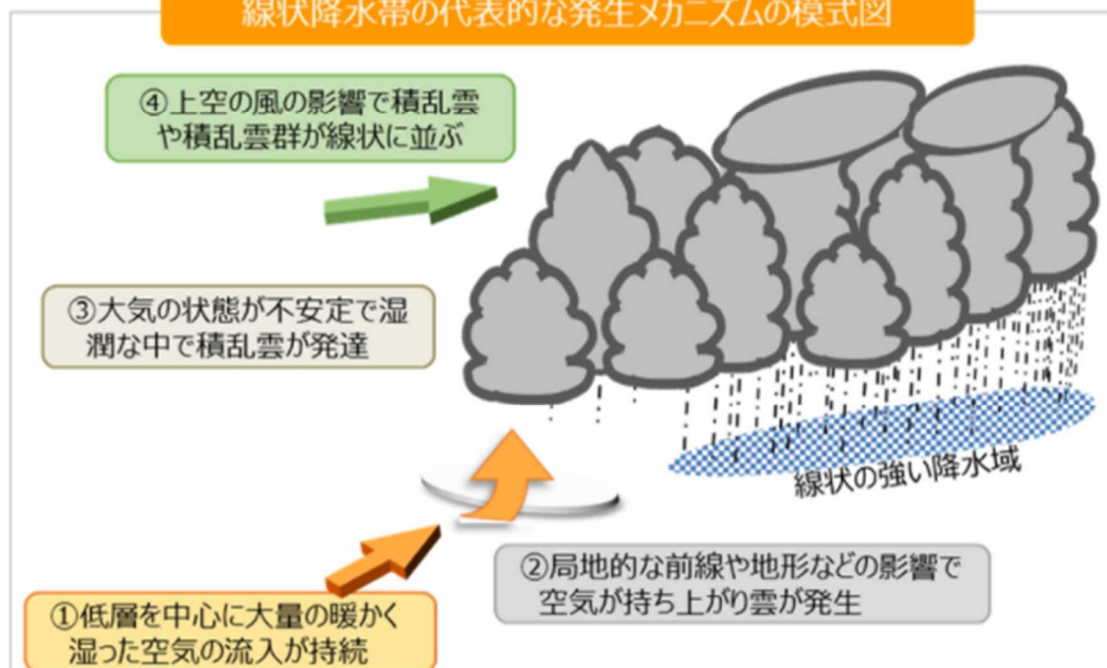 線状降水帯の代表的な発生メカニズムの模式図
④上空の風の影響で積乱雲
や積乱雲群が線状に並ぶ
③大気の状態が不安定で湿
潤な中で積乱雲が発達
線状の強い降水域
②局地的な前線や地形などの影響で
空気が持ち上がり雲が発生
①低層を中心に大量の暖かく
湿った空気の流入が持続